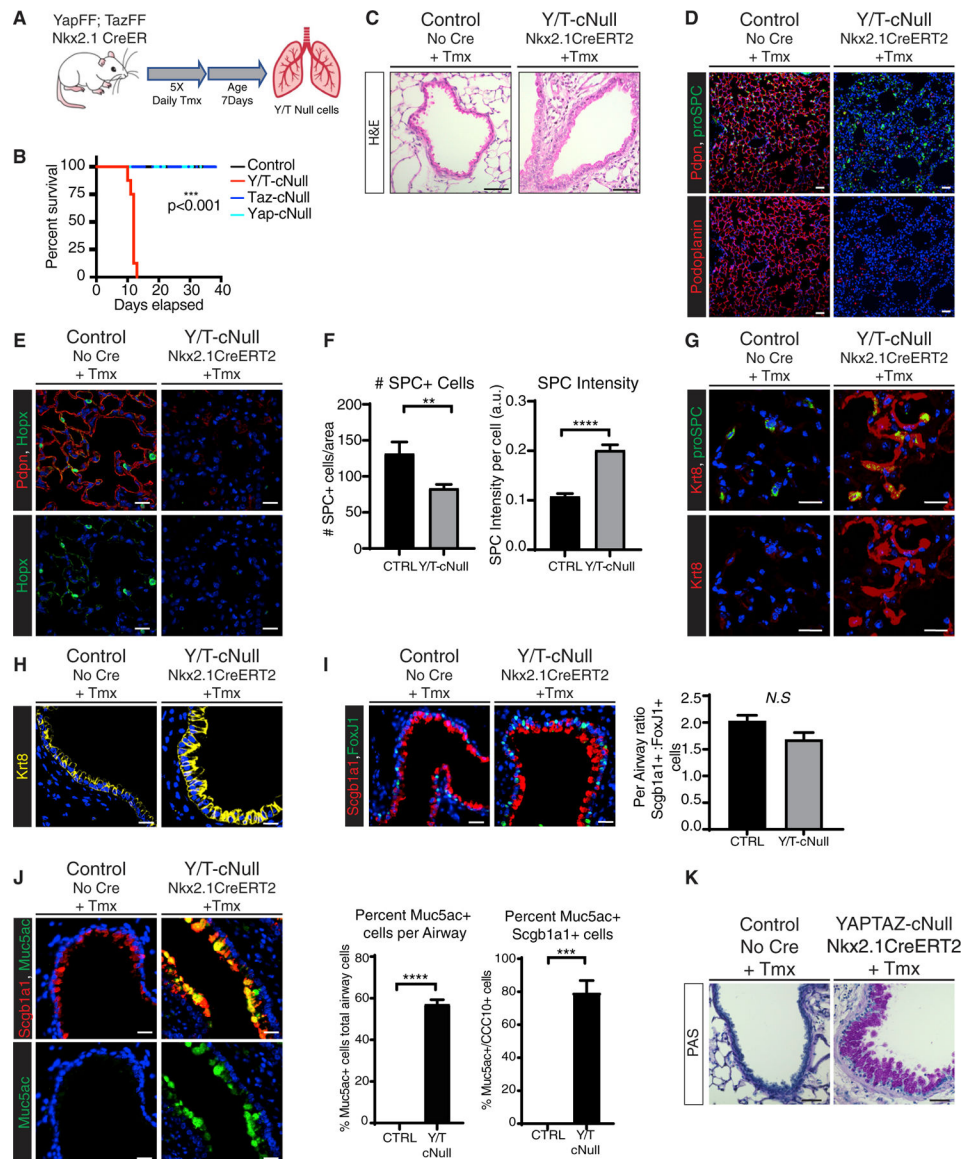 A
YapFF; TazFF
Nkx2.1 CreER
5X
Daily Tmx
Age
7Days
Y/T Null cells
B
Percent survival
100
75
50
25
0
0
10
20
30
40
Days elapsed
Control
Y/T-cNull
Taz-cNull
Yap-cNull
***
p<0.001
C
Control
No Cre
+ Tmx
Y/T-cNull
Nkx2.1CreERT2
+Tmx
H&E
D
Control
No Cre
+ Tmx
Y/T-cNull
Nkx2.1CreERT2
+Tmx
Pdpn, proSPC
Podoplanin
E
Control
No Cre
+ Tmx
Y/T-cNull
Nkx2.1CreERT2
+Tmx
Pdpn, Hopx
Hopx
F
# SPC+ Cells
# SPC+ cells/area
200
150
100
50
0
**
CTRL
Y/T-cNull
SPC Intensity
SPC Intensity per cell (a.u.)
0.3
0.2
0.1
0.0
****
CTRL
Y/T-cNull
G
Control
No Cre
+ Tmx
Y/T-cNull
Nkx2.1CreERT2
+Tmx
Krt8, proSPC
Krt8
H
Control
No Cre
+ Tmx
Y/T-cNull
Nkx2.1CreERT2
+Tmx
Krt8
I
Control
No Cre
+ Tmx
Y/T-cNull
Nkx2.1CreERT2
+Tmx
Scgb1a1,FoxJ1
Per Airway ratio
Scgb1a1+ :FoxJ1+
cells
2.5
2.0
1.5
1.0
0.5
0.0
N.S
CTRL
Y/T-cNull
J
Control
No Cre
+ Tmx
Y/T-cNull
Nkx2.1CreERT2
+Tmx
Scgb1a1, Muc5ac
Muc5ac
Percent Muc5ac+
cells per Airway
% Muc5ac+ cells total airway cells
80
60
40
20
0
****
CTRL
Y/T
cNull
Percent Muc5ac+
Scgb1a1+ cells
% Muc5ac+/CCC10+ cells
100
80
60
40
20
0
***
CTRL
Y/T
cNull
K
Control
No Cre
+ Tmx
YAPTAZ-cNull
Nkx2.1CreERT2
+ Tmx
PAS